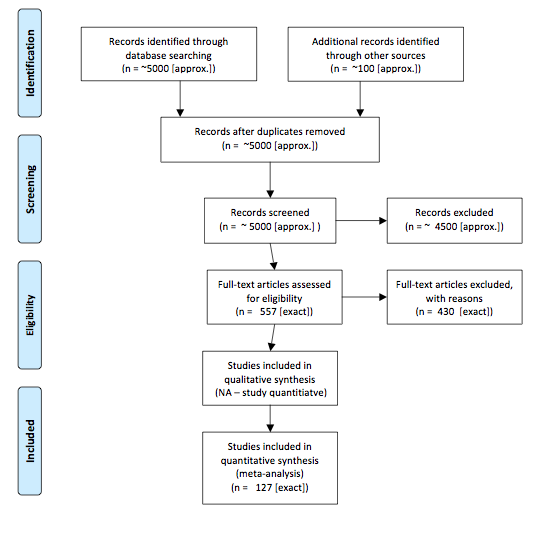 Identification
Records identified through
database searching
(n = ~5000 [approx.])
Additional records identified
through other sources
(n = ~100 [approx.])
Records after duplicates removed
(n = ~5000 [approx.])
Screening
Records screened
(n = ~ 5000 [approx.] )
Records excluded
(n = ~ 4500 [approx.])
Eligibility
Full-text articles assessed
for eligibility
(n = 557 [exact])
Full-text articles excluded,
with reasons
(n = 430 [exact])
Studies included in
qualitative synthesis
(NA – study quantitiatve)
Included
Studies included in
quantitative synthesis
(meta-analysis)
(n = 127 [exact])